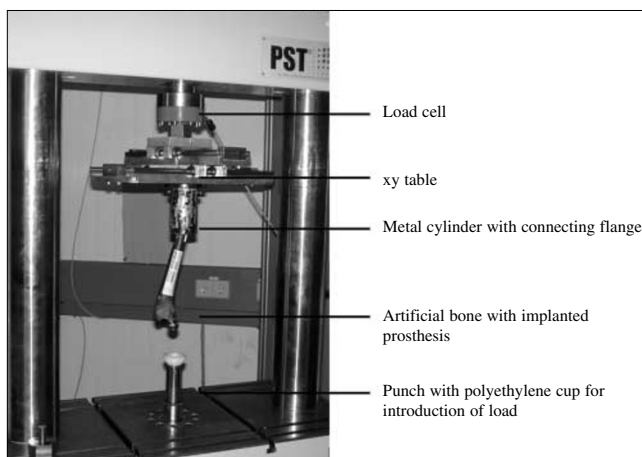 PST
Load cell
xy table
Metal cylinder with connecting flange
Artificial bone with implanted
prosthesis
Punch with polyethylene cup for
introduction of load